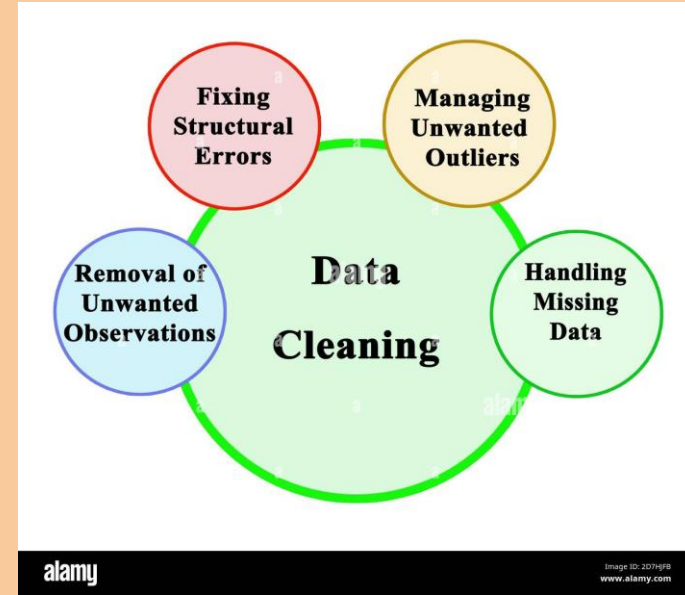 Fixing
Structural
Errors
Managing
Unwanted
Outliers
Removal of
Unwanted
Observations
Data
Cleaning
Handling
Missing
Data
alamy
Image ID: 2D7HJFB
www.alamy.com